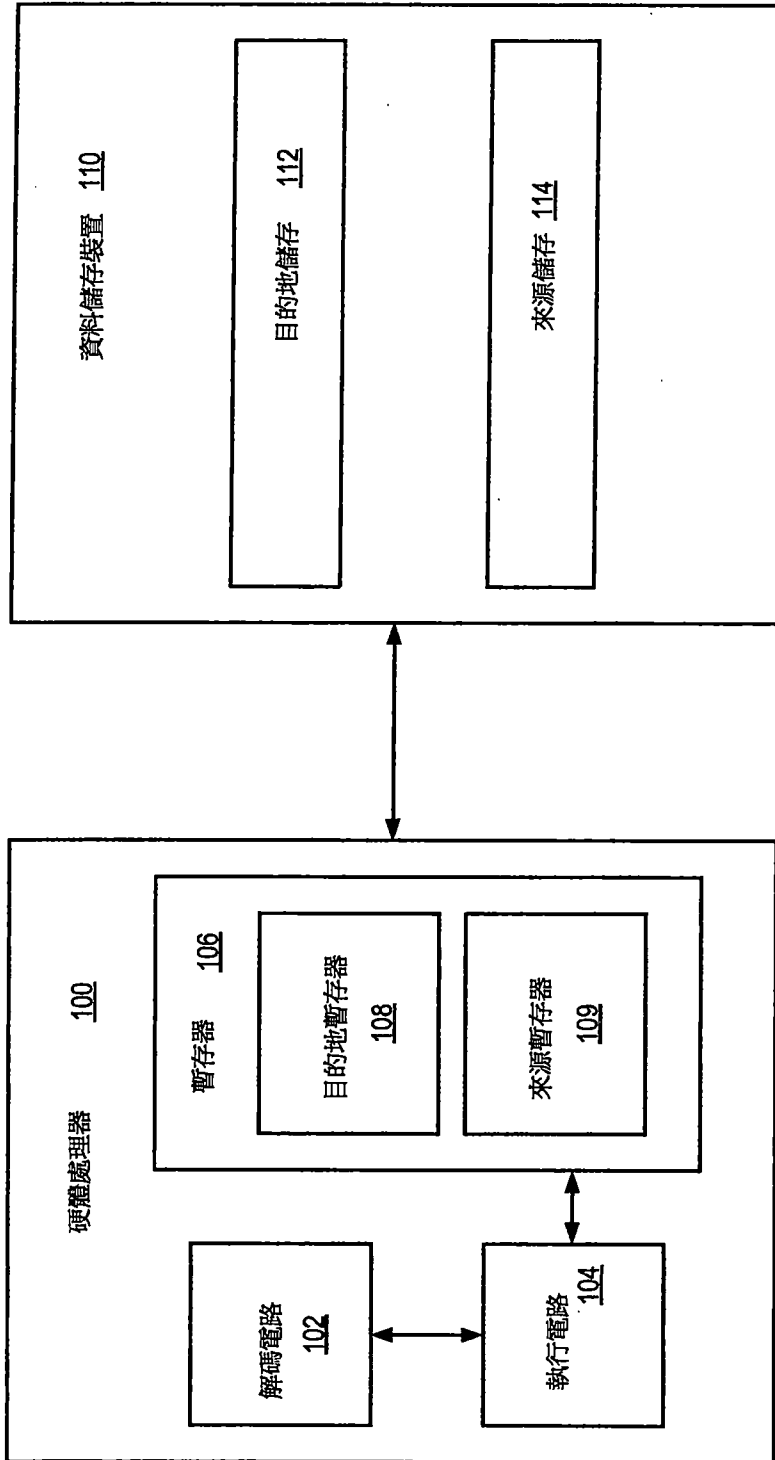 硬體處理器 100
解碼電路
102
執行電路
104
暫存器 106
目的地暫存器
108
來源暫存器
109
資料儲存裝置 110
目的地儲存 112
來源儲存 114